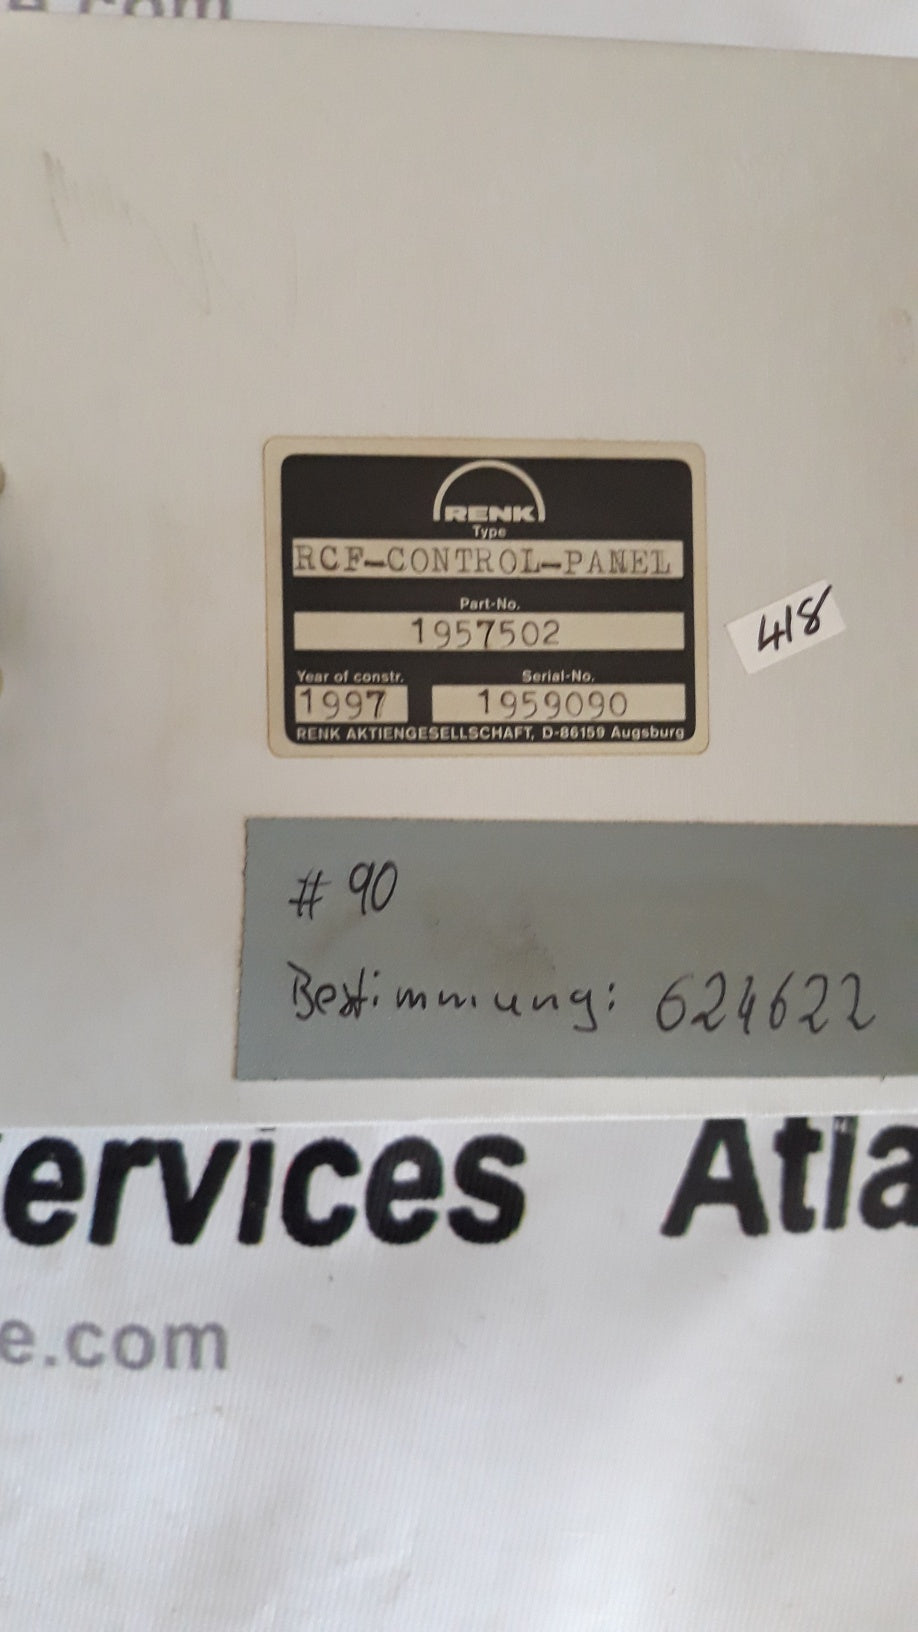 e.com
RENK
Type
RCF-CONTROL-PANEL
Part-No.
1957502
418
Year of constr. Serial-No.
1997 1959090
RENK AKTIENGESELLSCHAFT, D-86159 Augsburg
# 90
Bestimmung: 624622
ervices Atla
e.com